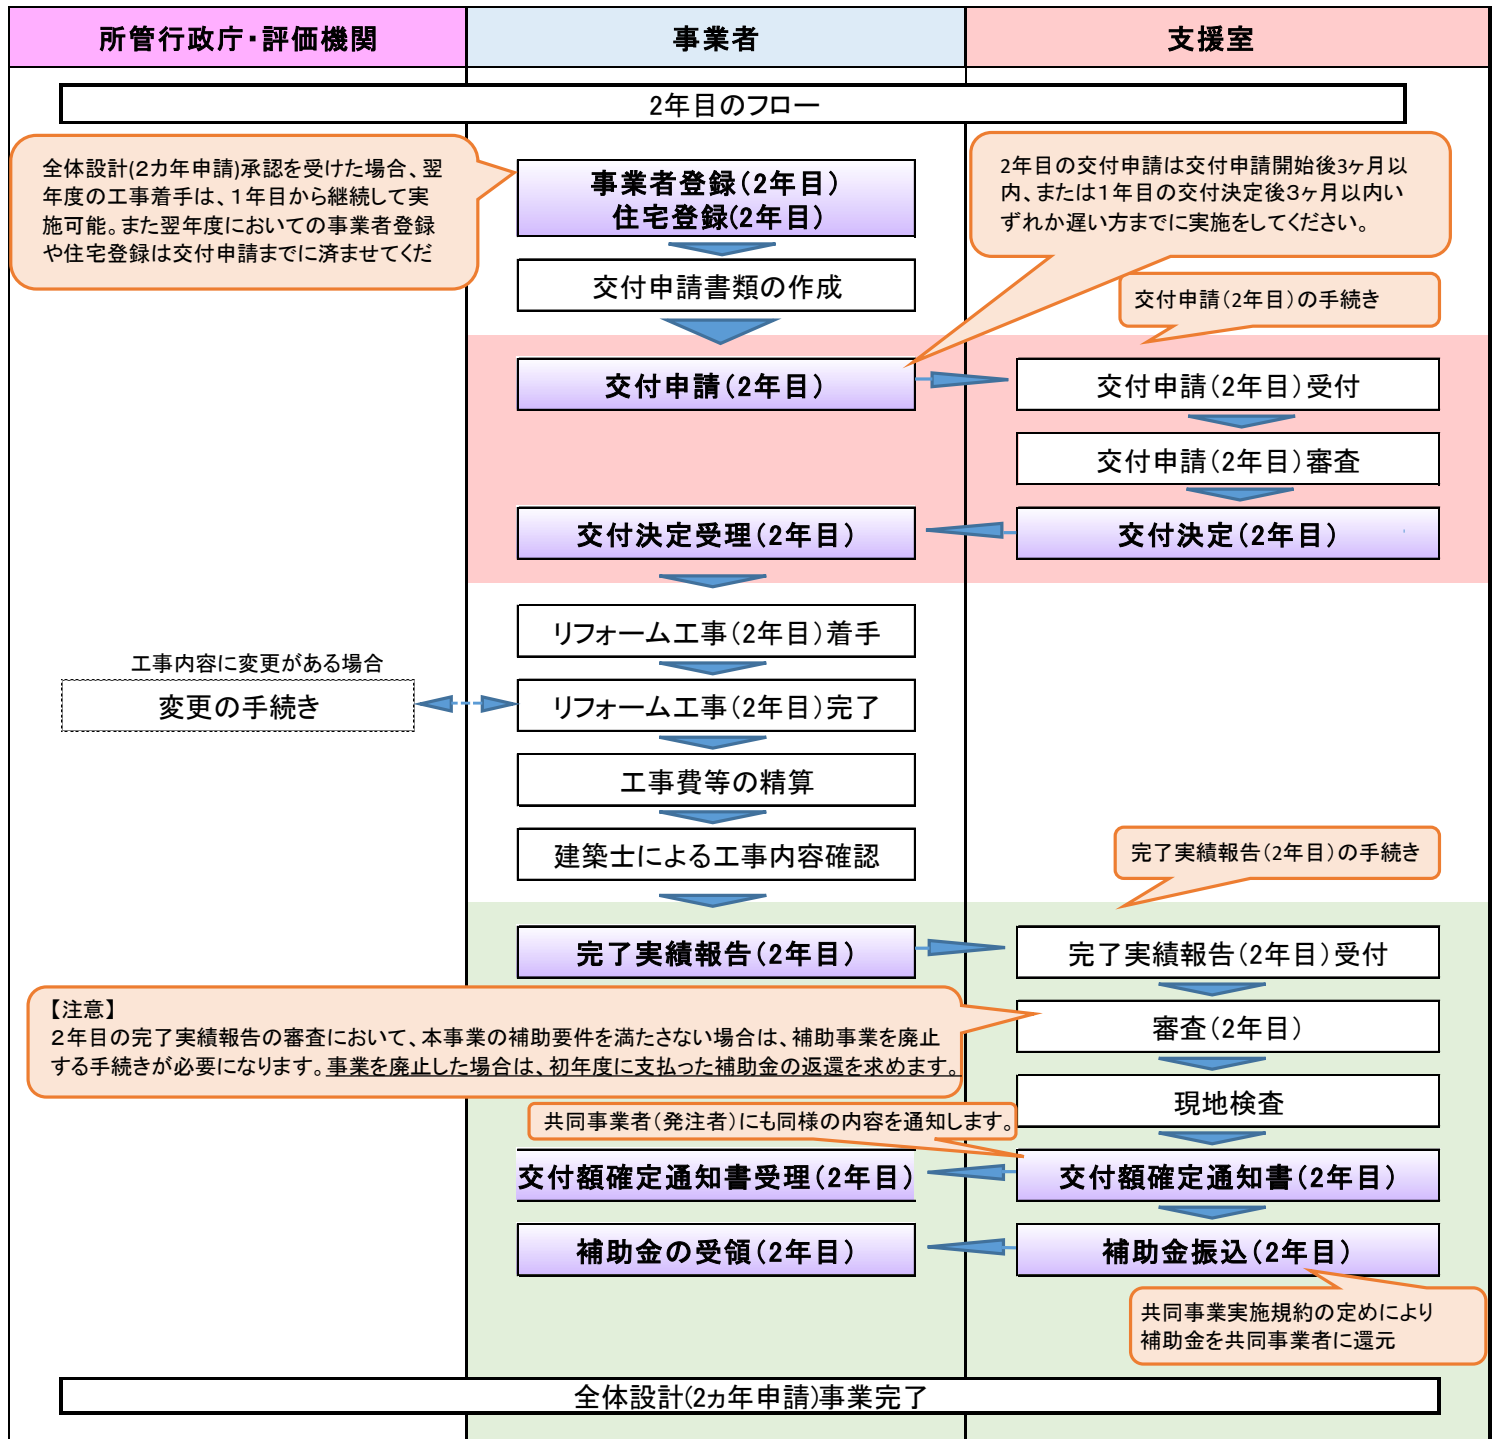 所管行政庁・評価機関
事業者
支援室
2年目のフロー
全体設計(2カ年申請)承認を受けた場合、翌
年度の工事着手は、1年目から継続して実
施可能。また翌年度においての事業者登録
や住宅登録は交付申請までに済ませてくだ
事業者登録(2年目)
住宅登録(2年目)
2年目の交付申請は交付申請開始後3ヶ月以
内、または1年目の交付決定後3ヶ月以内い
ずれか遅い方までに実施をしてください。
交付申請書類の作成
交付申請(2年目)の手続き
交付申請(2年目)
交付申請(2年目)受付
交付申請(2年目)審査
交付決定受理(2年目)
交付決定(2年目)
リフォーム工事(2年目)着手
工事内容に変更がある場合
変更の手続き
リフォーム工事(2年目)完了
工事費等の精算
建築士による工事内容確認
完了実績報告(2年目)の手続き
完了実績報告(2年目)
完了実績報告(2年目)受付
【注意】
2年目の完了実績報告の審査において、本事業の補助要件を満たさない場合は、補助事業を廃止
する手続きが必要になります。事業を廃止した場合は、初年度に支払った補助金の返還を求めます。
審査(2年目)
現地検査
共同事業者(発注者)にも同様の内容を通知します。
交付額確定通知書受理(2年目)
交付額確定通知書(2年目)
補助金の受領(2年目)
補助金振込(2年目)
共同事業実施規約の定めにより
補助金を共同事業者に還元
全体設計(2ヵ年申請)事業完了